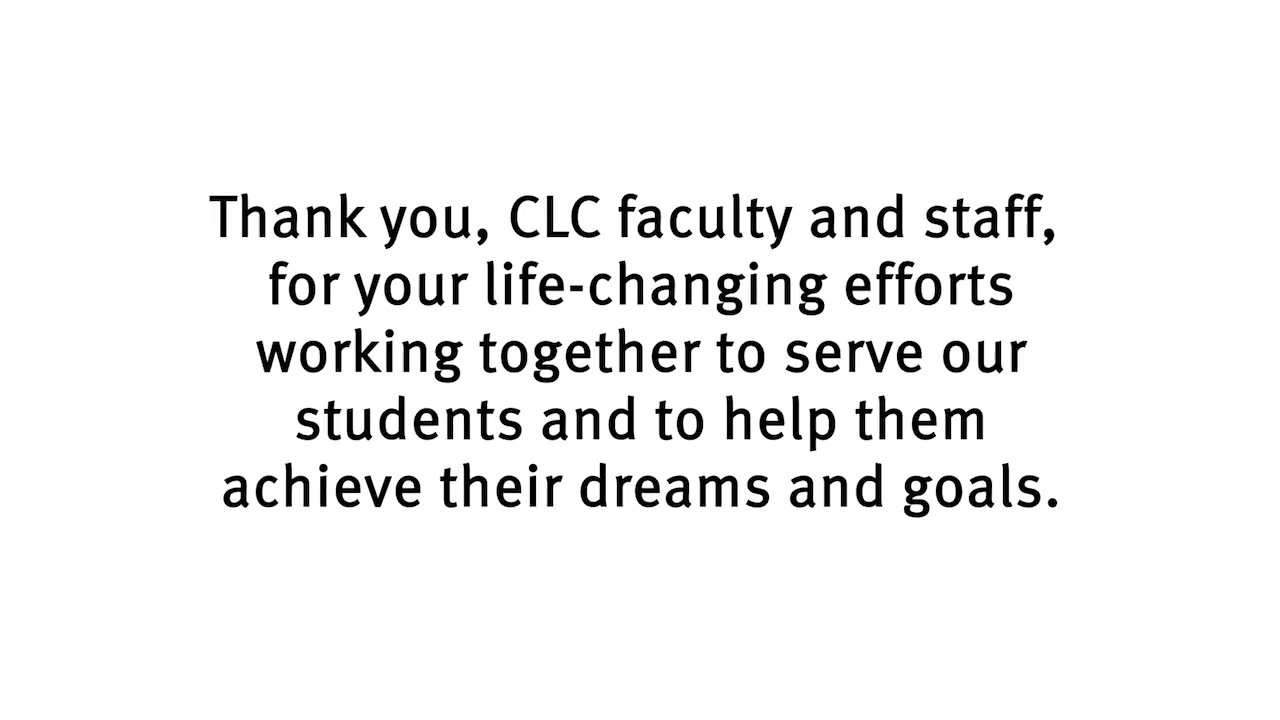 Thank you, CLC faculty and staff,
for your life-changing efforts
working together to serve our
students and to help them
achieve their dreams and goals.